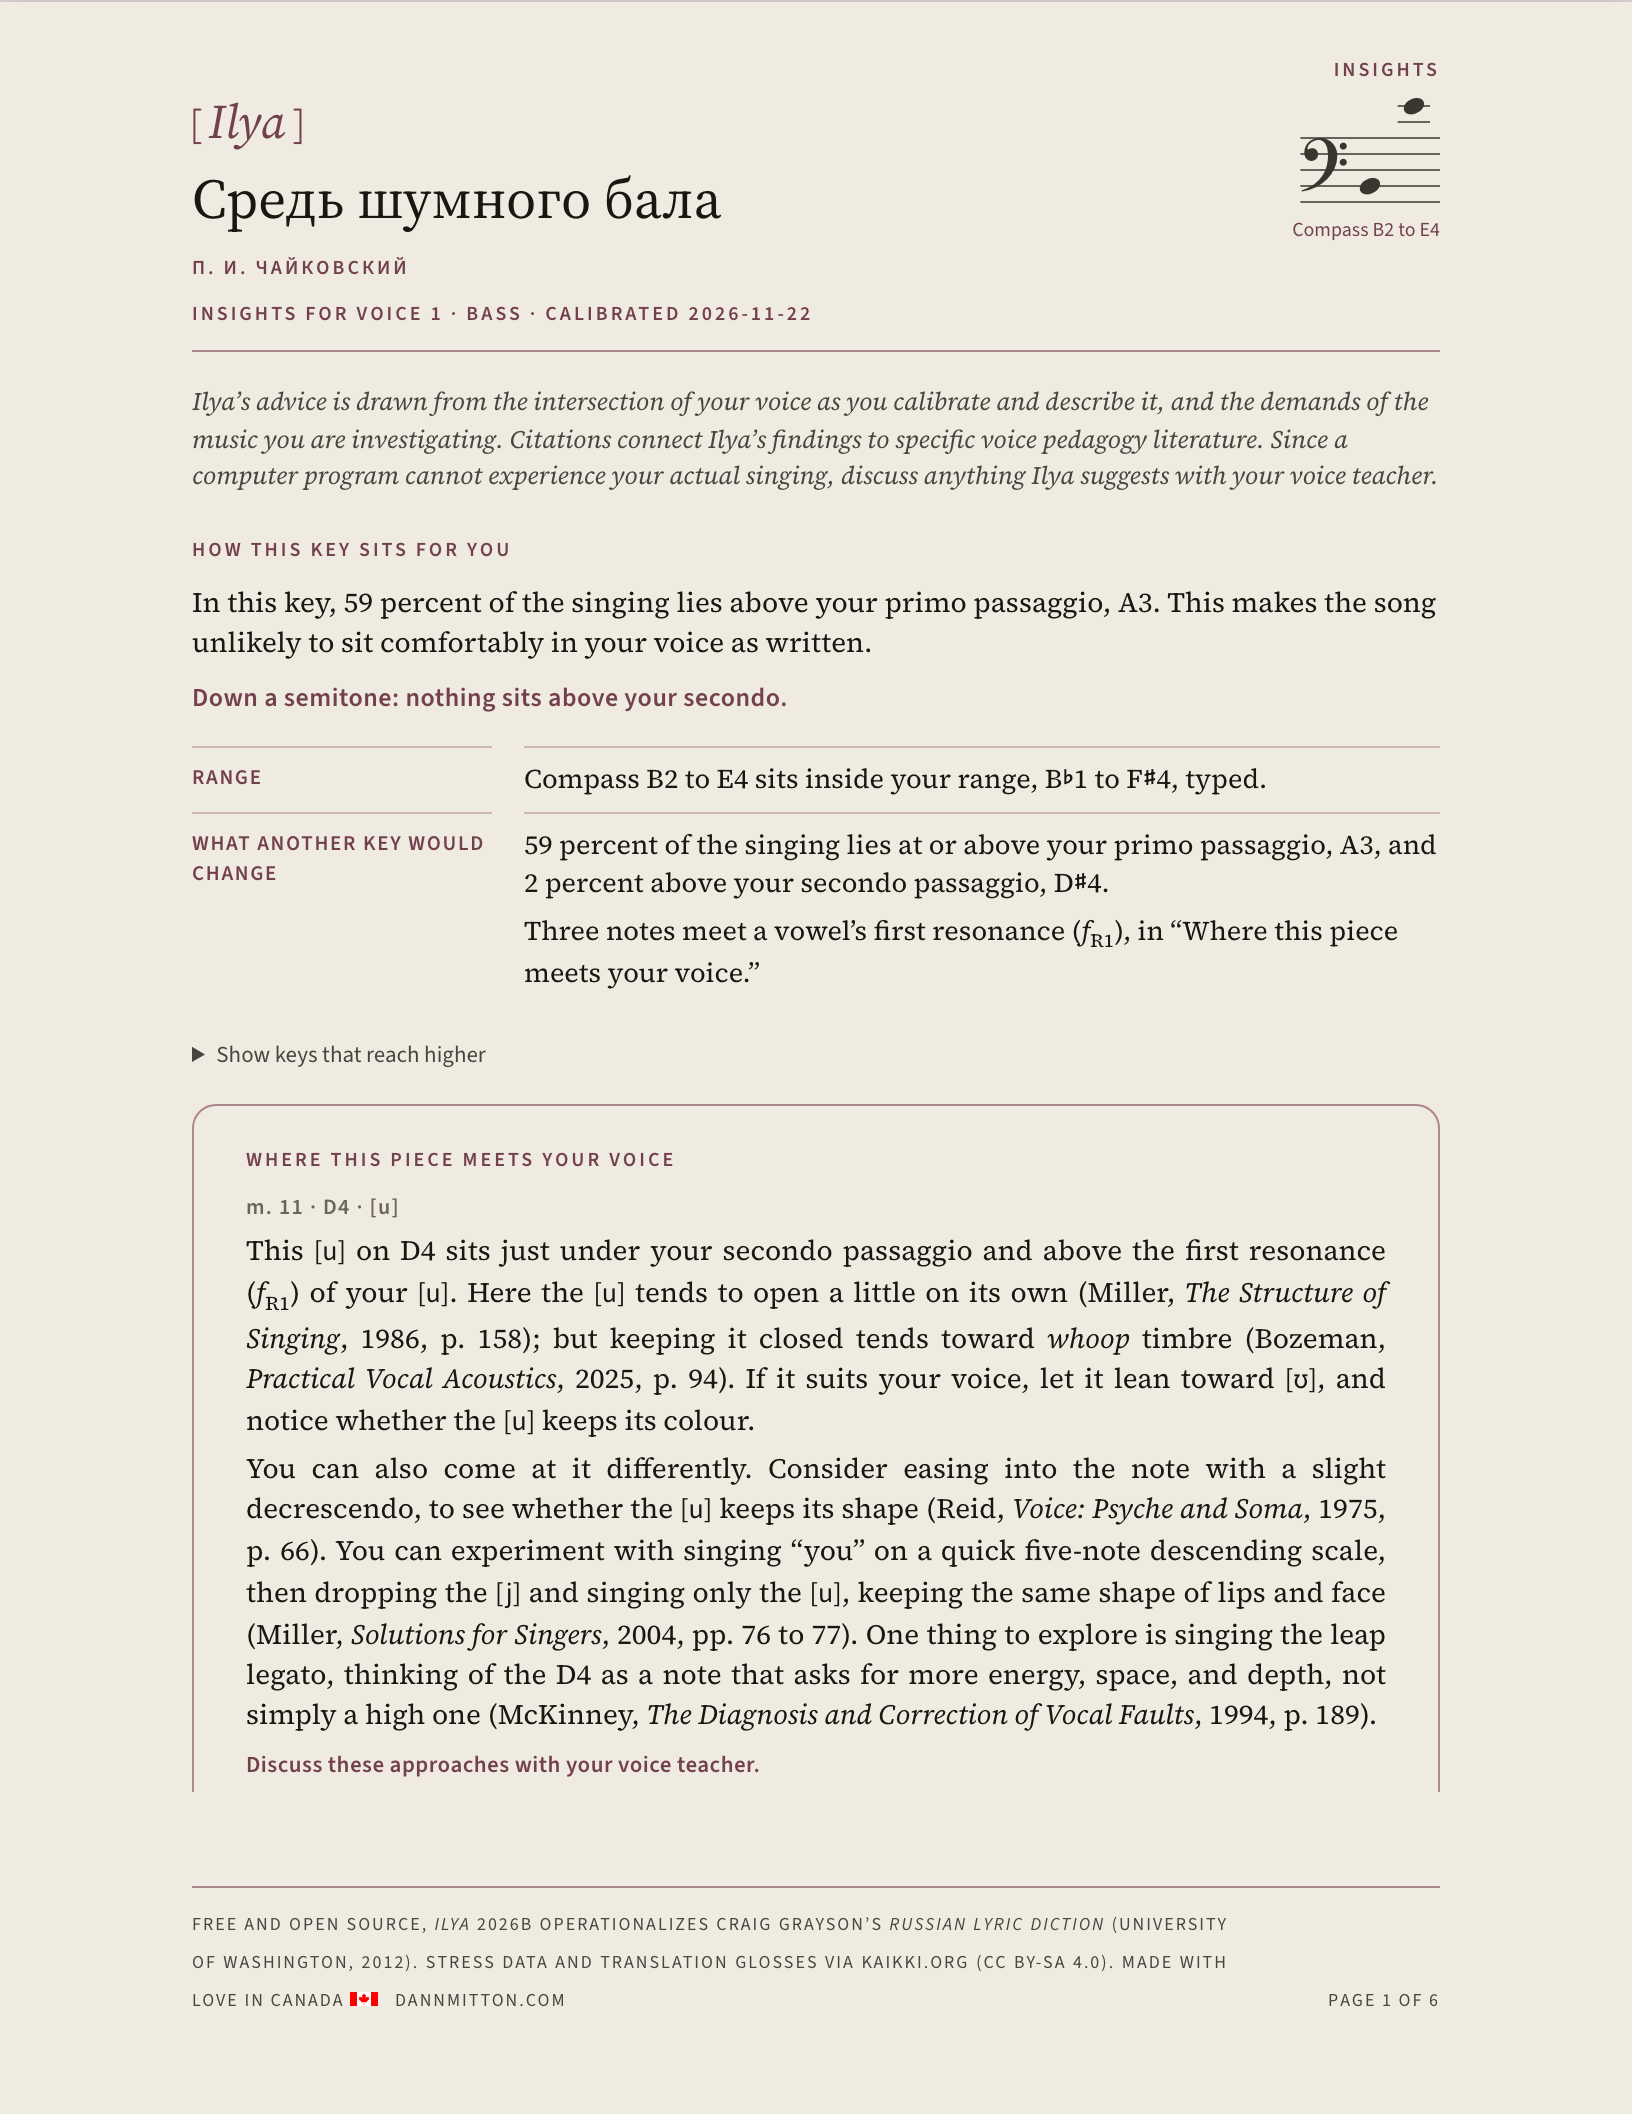 INSIGHTS
[Ilya]
Средь шумного бала
Compass B2 to E4
П. И. ЧАЙКОВСКИЙ
INSIGHTS FOR VOICE 1 · BASS · CALIBRATED 2026-11-22
Ilya’s advice is drawn from the intersection of your voice as you calibrate and describe it, and the demands of the
music you are investigating. Citations connect Ilya’s findings to specific voice pedagogy literature. Since a
computer program cannot experience your actual singing, discuss anything Ilya suggests with your voice teacher.
HOW THIS KEY SITS FOR YOU
In this key, 59 percent of the singing lies above your primo passaggio, A3. This makes the song
unlikely to sit comfortably in your voice as written.
Down a semitone: nothing sits above your secondo.
RANGE
Compass B2 to E4 sits inside your range, B♭1 to F♯4, typed.
WHAT ANOTHER KEY WOULD
CHANGE
59 percent of the singing lies at or above your primo passaggio, A3, and
2 percent above your secondo passaggio, D♯4.
Three notes meet a vowel’s first resonance (fR1), in “Where this piece
meets your voice.”
▶ Show keys that reach higher
WHERE THIS PIECE MEETS YOUR VOICE
m. 11 · D4 · [u]
This [u] on D4 sits just under your secondo passaggio and above the first resonance
(fR1) of your [u]. Here the [u] tends to open a little on its own (Miller, The Structure of
Singing, 1986, p. 158); but keeping it closed tends toward whoop timbre (Bozeman,
Practical Vocal Acoustics, 2025, p. 94). If it suits your voice, let it lean toward [ʊ], and
notice whether the [u] keeps its colour.
You can also come at it differently. Consider easing into the note with a slight
decrescendo, to see whether the [u] keeps its shape (Reid, Voice: Psyche and Soma, 1975,
p. 66). You can experiment with singing “you” on a quick five-note descending scale,
then dropping the [j] and singing only the [u], keeping the same shape of lips and face
(Miller, Solutions for Singers, 2004, pp. 76 to 77). One thing to explore is singing the leap
legato, thinking of the D4 as a note that asks for more energy, space, and depth, not
simply a high one (McKinney, The Diagnosis and Correction of Vocal Faults, 1994, p. 189).
Discuss these approaches with your voice teacher.
FREE AND OPEN SOURCE, ILYA 2026B OPERATIONALIZES CRAIG GRAYSON’S RUSSIAN LYRIC DICTION (UNIVERSITY
OF WASHINGTON, 2012). STRESS DATA AND TRANSLATION GLOSSES VIA KAIKKI.ORG (CC BY-SA 4.0). MADE WITH
LOVE IN CANADA 🇨🇦 DANNMITTON.COM
PAGE 1 OF 6